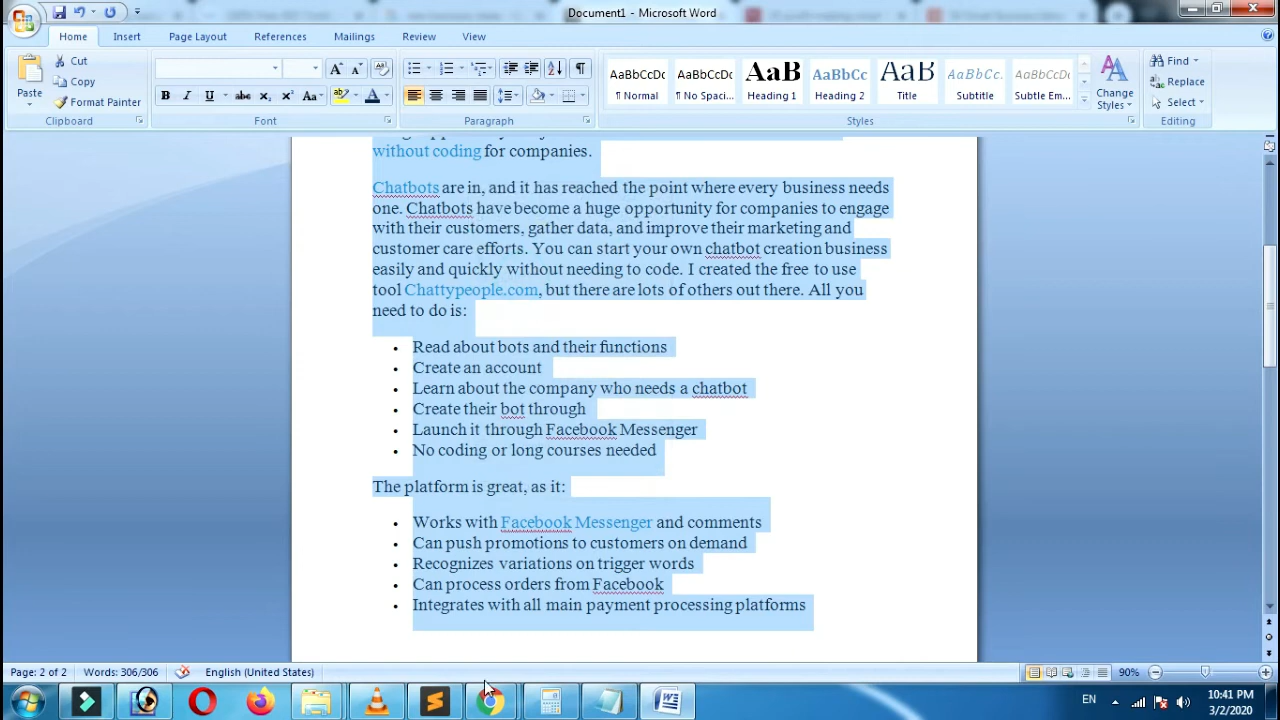 Document1 - Microsoft Word
Home Insert Page Layout References Mailings Review View
Paste
Cut
Copy
Format Painter
Clipboard
Font
Paragraph
AaBbCcDc AaBbCcDc AaBb AaBbCc AaB AaBbCc. AaBbCcDc
¶ Normal ¶ No Spaci... Heading 1 Heading 2 Title Subtitle Subtle Em...
Styles
Change Styles
Find
Replace
Select
Editing
without coding for companies.
Chatbots are in, and it has reached the point where every business needs
one. Chatbots have become a huge opportunity for companies to engage
with their customers, gather data, and improve their marketing and
customer care efforts. You can start your own chatbot creation business
easily and quickly without needing to code. I created the free to use
tool Chattypeople.com, but there are lots of others out there. All you
need to do is:
• Read about bots and their functions
• Create an account
• Learn about the company who needs a chatbot
• Create their bot through
• Launch it through Facebook Messenger
• No coding or long courses needed
The platform is great, as it:
• Works with Facebook Messenger and comments
• Can push promotions to customers on demand
• Recognizes variations on trigger words
• Can process orders from Facebook
• Integrates with all main payment processing platforms
Page: 2 of 2 Words: 306/306 English (United States) 90%
EN 10:41 PM
3/2/2020